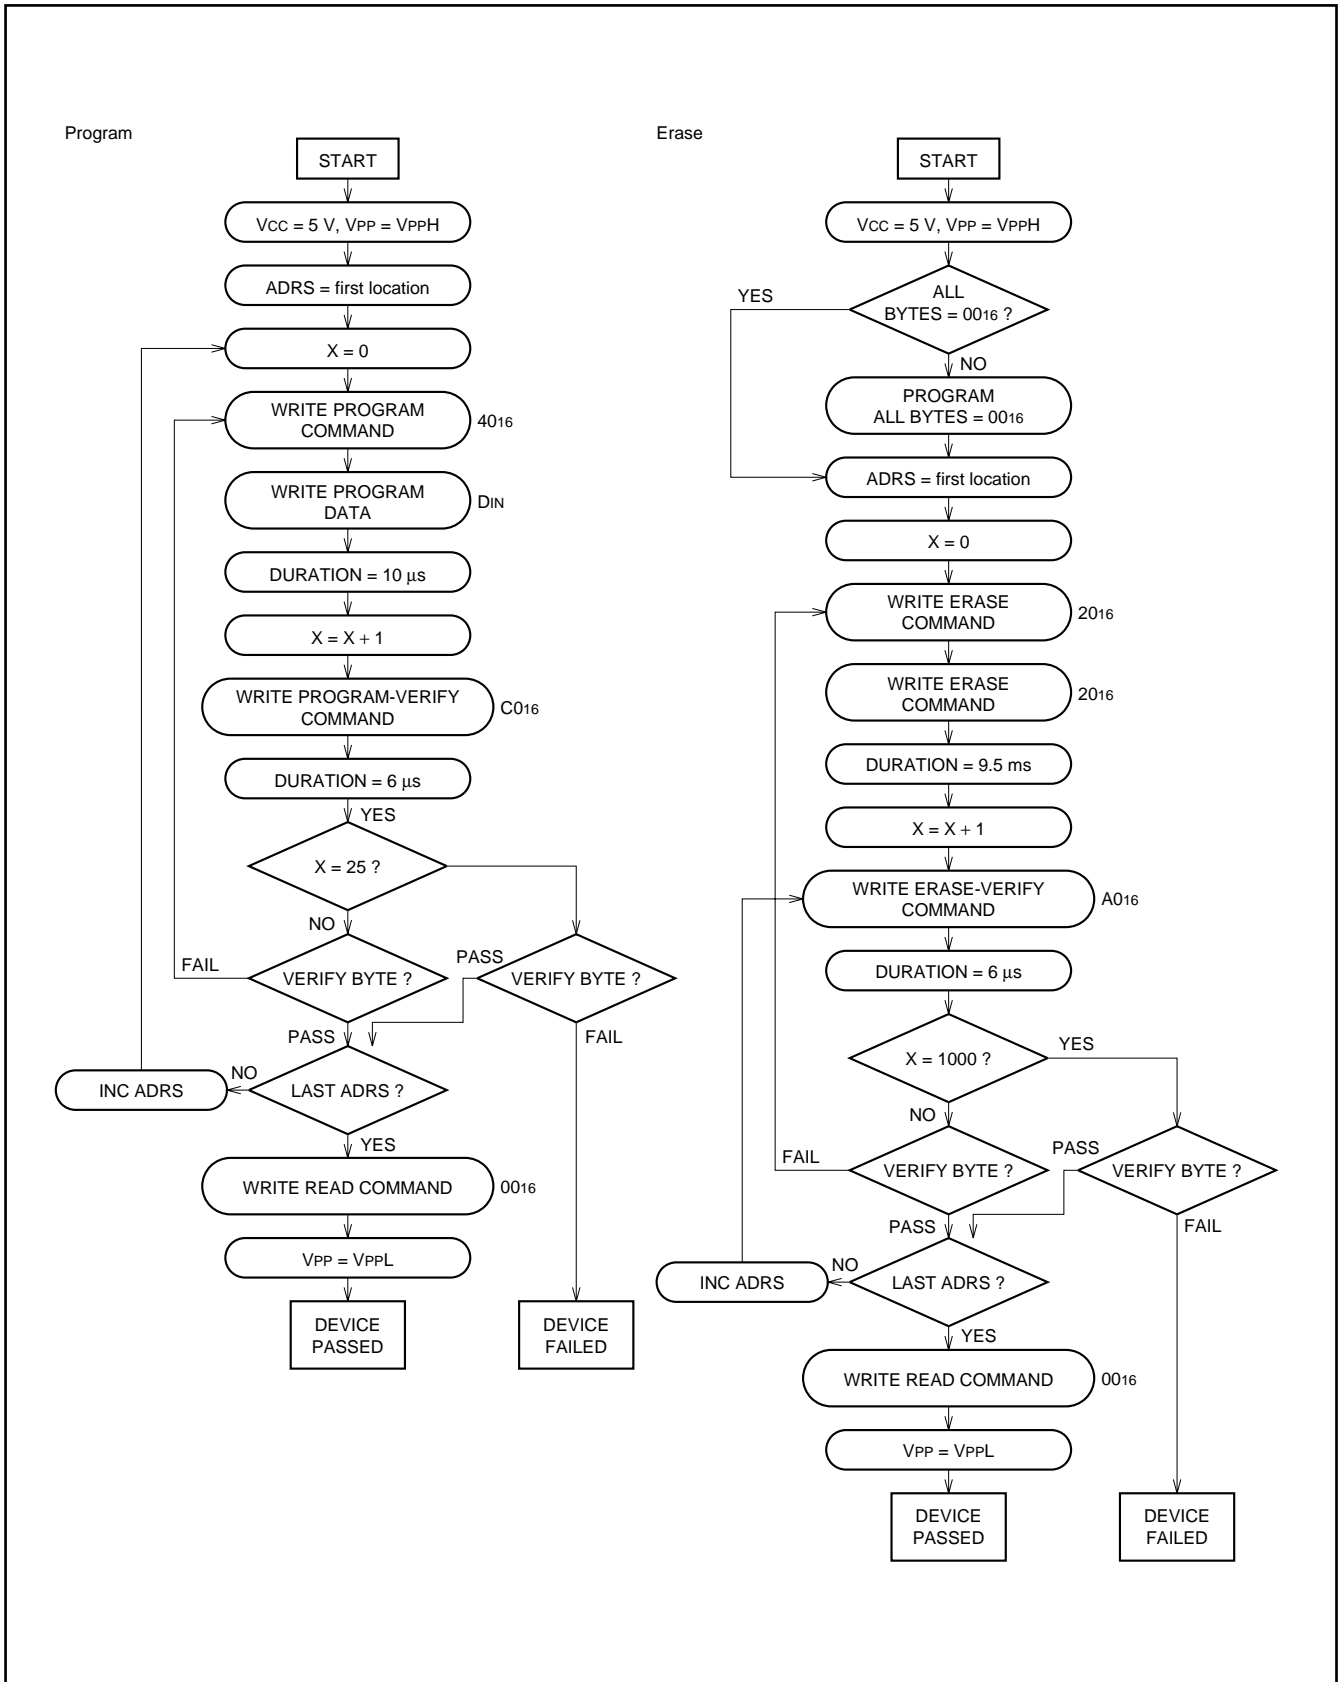 Program
START
VCC = 5 V, VPP = VPPH
ADRS = first location
X = 0
WRITE PROGRAM
COMMAND
4016
WRITE PROGRAM
DATA
DIN
DURATION = 10 µs
X = X + 1
WRITE PROGRAM-VERIFY
COMMAND
C016
DURATION = 6 µs
YES
X = 25 ?
NO
FAIL
VERIFY BYTE ?
PASS
VERIFY BYTE ?
PASS
FAIL
INC ADRS
NO
LAST ADRS ?
YES
WRITE READ COMMAND
0016
VPP = VPPL
DEVICE
PASSED
DEVICE
FAILED
Erase
START
VCC = 5 V, VPP = VPPH
YES
ALL
BYTES = 0016 ?
NO
PROGRAM
ALL BYTES = 0016
ADRS = first location
X = 0
WRITE ERASE
COMMAND
2016
WRITE ERASE
COMMAND
2016
DURATION = 9.5 ms
X = X + 1
WRITE ERASE-VERIFY
COMMAND
A016
DURATION = 6 µs
X = 1000 ?
YES
NO
FAIL
VERIFY BYTE ?
PASS
VERIFY BYTE ?
PASS
FAIL
INC ADRS
NO
LAST ADRS ?
YES
WRITE READ COMMAND
0016
VPP = VPPL
DEVICE
PASSED
DEVICE
FAILED